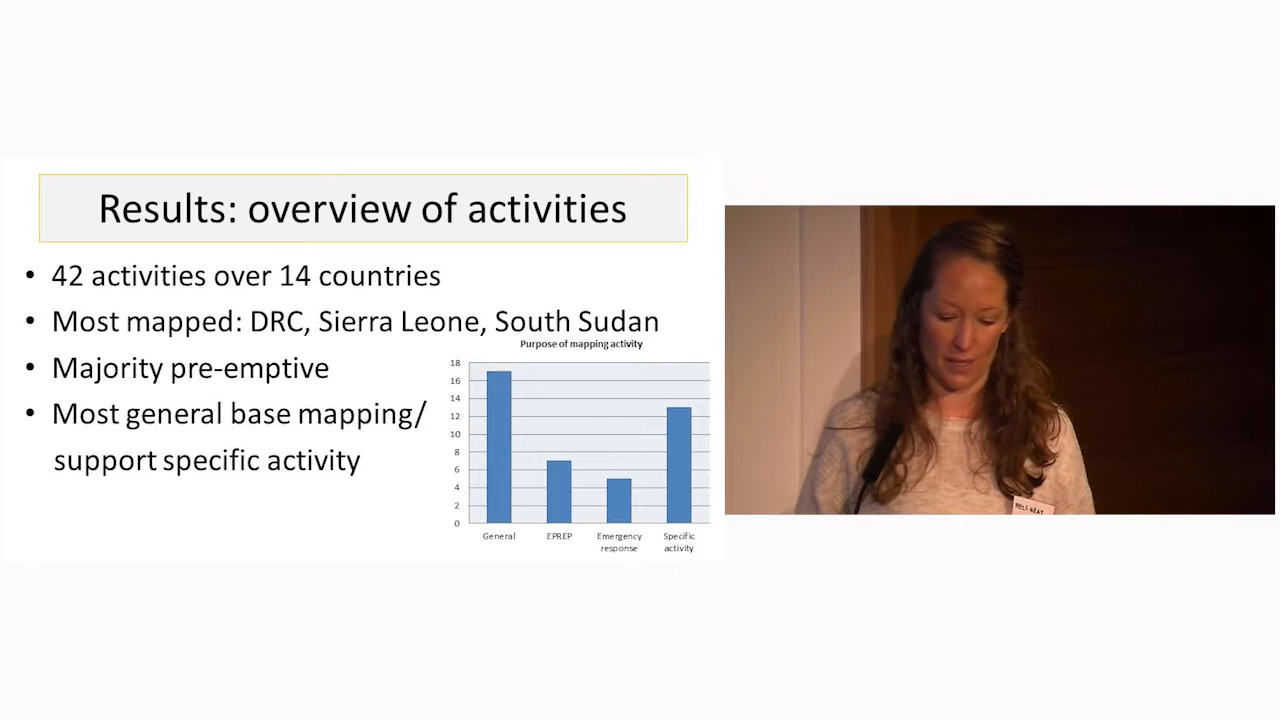 Results: overview of activities
• 42 activities over 14 countries
• Most mapped: DRC, Sierra Leone, South Sudan
• Majority pre-emptive
• Most general base mapping/
support specific activity
Purpose of mapping activity
18
16
14
12
10
8
6
4
2
0
General
EPREP
Emergency
response
Specific
activity